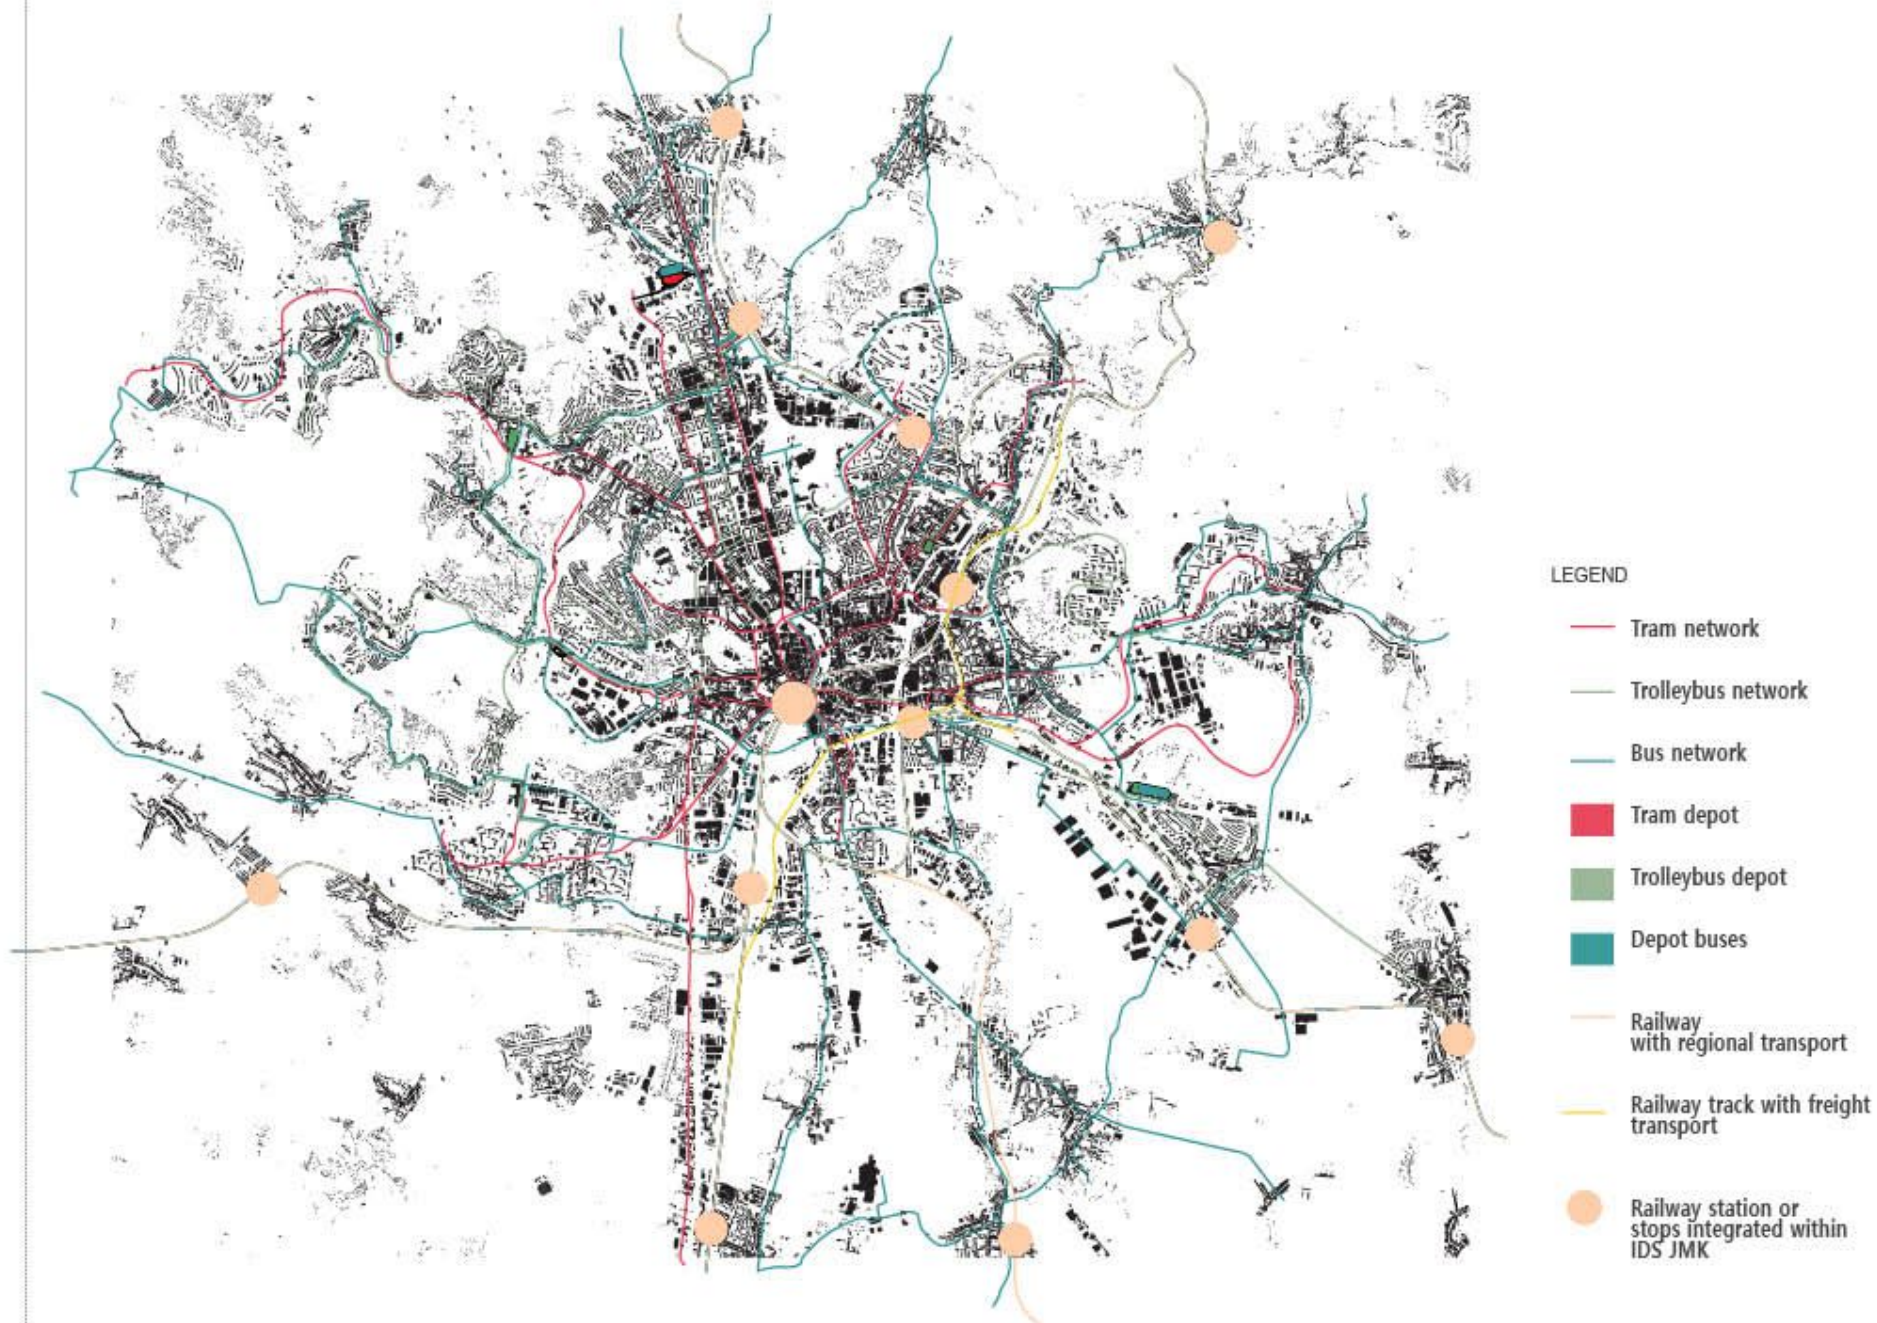 LEGEND
Tram network
Trolleybus network
Bus network
Tram depot
Trolleybus depot
Depot buses
Railway
with regional transport
Railway track with freight
transport
Railway station or
stops integrated within
IDS JMK